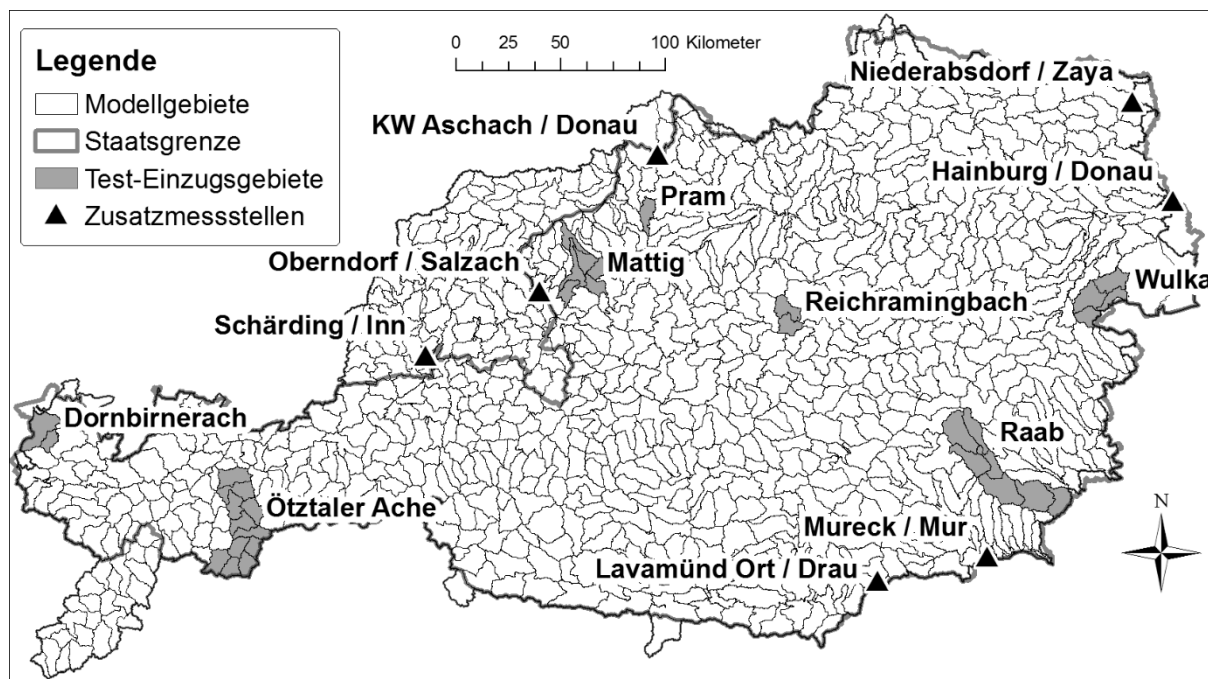 Legende
Modellgebiete
Staatsgrenze
Test-Einzugsgebiete
Zusatzmessstellen
0 25 50 100 Kilometer
Niederabsdorf / Zaya
KW Aschach / Donau
Hainburg / Donau
Pram
Oberndorf / Salzach
Mattig
Wulka
Reichramingbach
Schärding / Inn
Dornbirnerach
Raab
Ötztaler Ache
N
Mureck / Mur
Lavamünd Ort / Drau